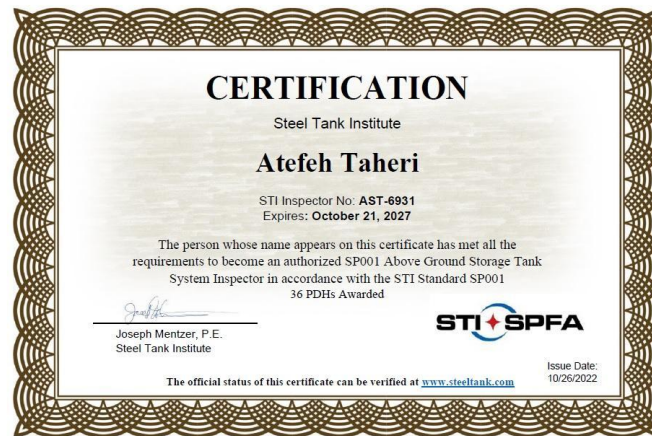 CERTIFICATION
Steel Tank Institute
Atefeh Taheri
STI Inspector No: AST-6931
Expires: October 21, 2027
The person whose name appears on this certificate has met all the
requirements to become an authorized SP001 Above Ground Storage Tank
System Inspector in accordance with the STI Standard SP001
36 PDHs Awarded
Joseph Mentzer, P.E.
Steel Tank Institute
STI SPFA
Issue Date:
10/26/2022
The official status of this certificate can be verified at www.steeltank.com